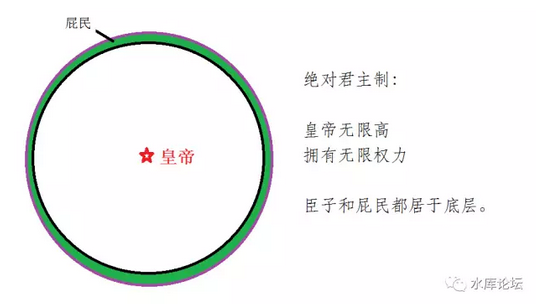 屁民
皇帝
绝对君主制：
皇帝无限高
拥有无限权力
臣子和屁民都居于底层。
水库论坛